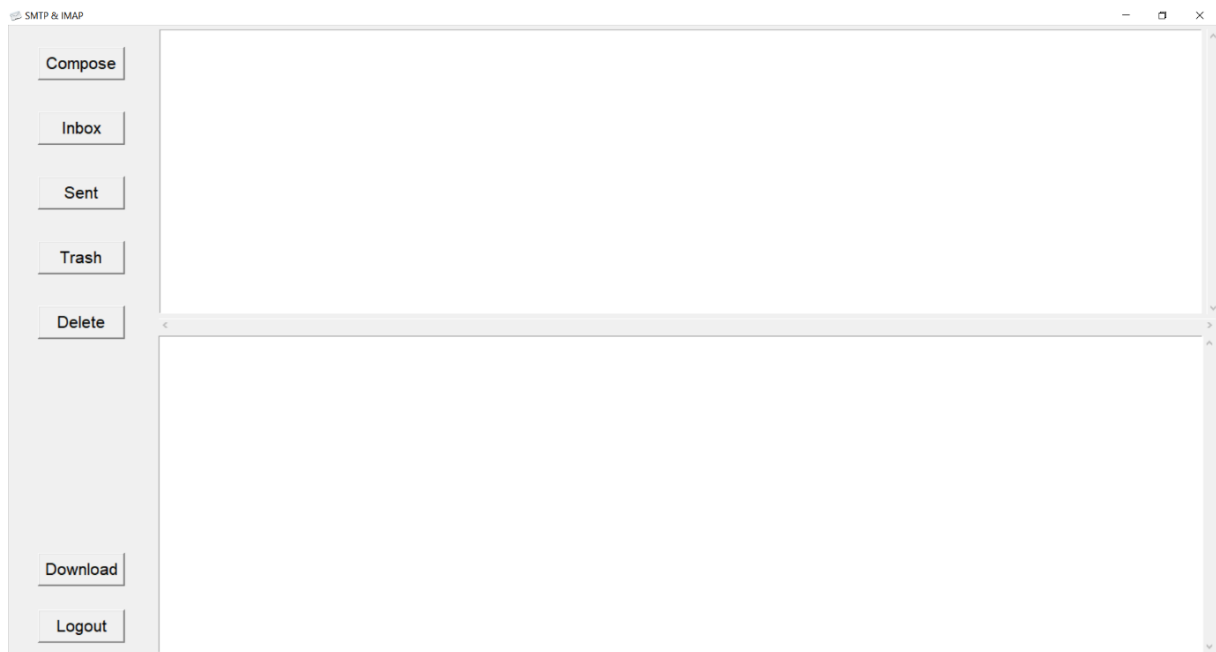 SMTP & IMAP
Compose
Inbox
Sent
Trash
Delete
Download
Logout